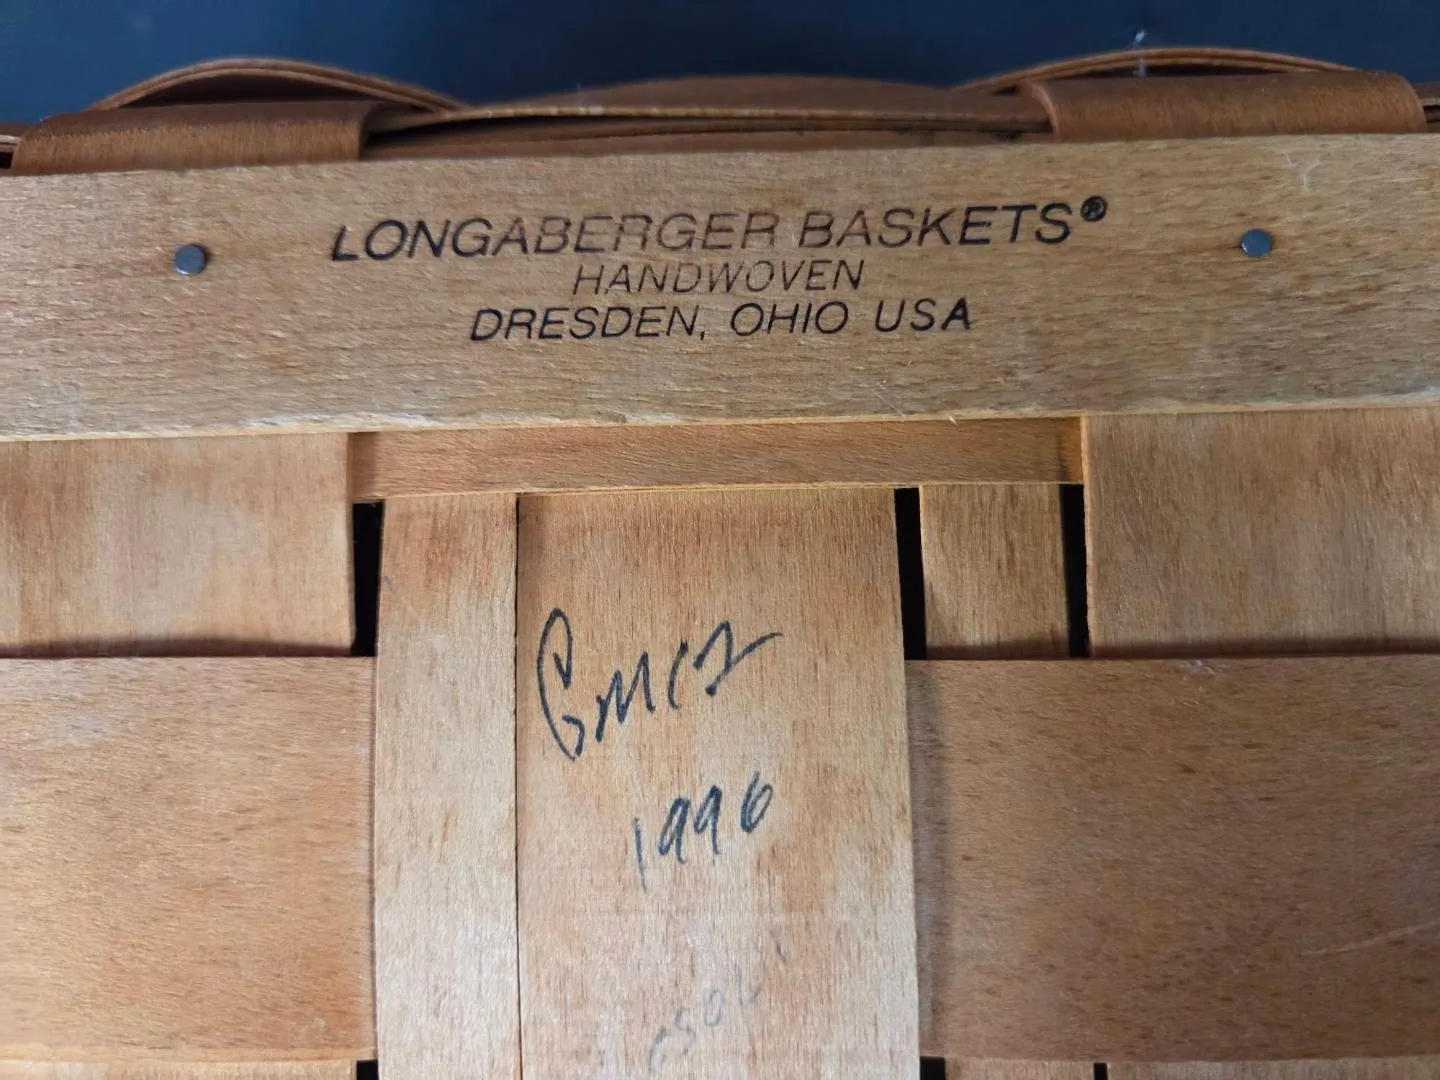 LONGABERGER BASKETS®
HANDWOVEN
DRESDEN, OHIO USA
1996